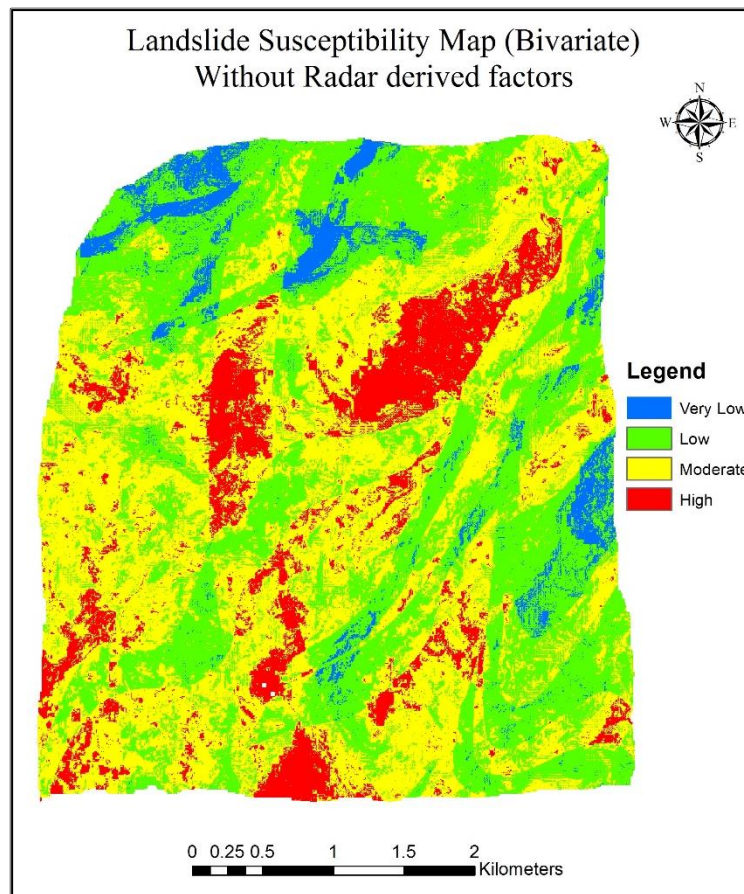 Landslide Susceptibility Map (Bivariate)
Without Radar derived factors
N
W E
S
Legend
Very Low
Low
Moderate
High
0 0.25 0.5 1 1.5 2
Kilometers